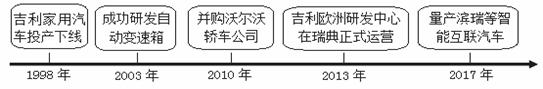 吉利家用汽
车投产下线
成功研发自
动变速箱
并购沃尔沃
轿车公司
吉利欧洲研发中心
在瑞典正式运营
量产缤瑞等智
能互联汽车
1998 年
2003 年
2010 年
2013 年
2017 年